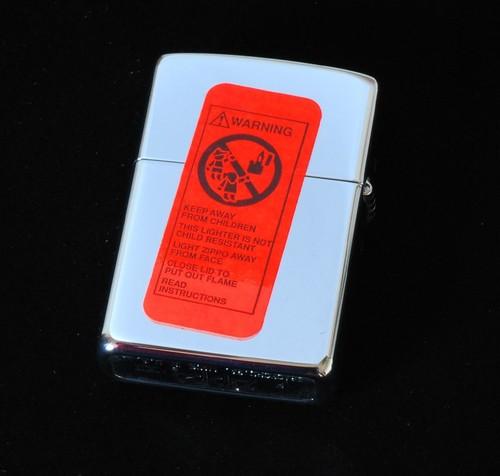 WARNING
KEEP AWAY
FROM CHILDREN
THIS LIGHTER IS NOT
CHILD RESISTANT
LIGHT ZIPPO AWAY
FROM FACE
CLOSE LID TO
PUT OUT FLAME
READ
INSTRUCTIONS